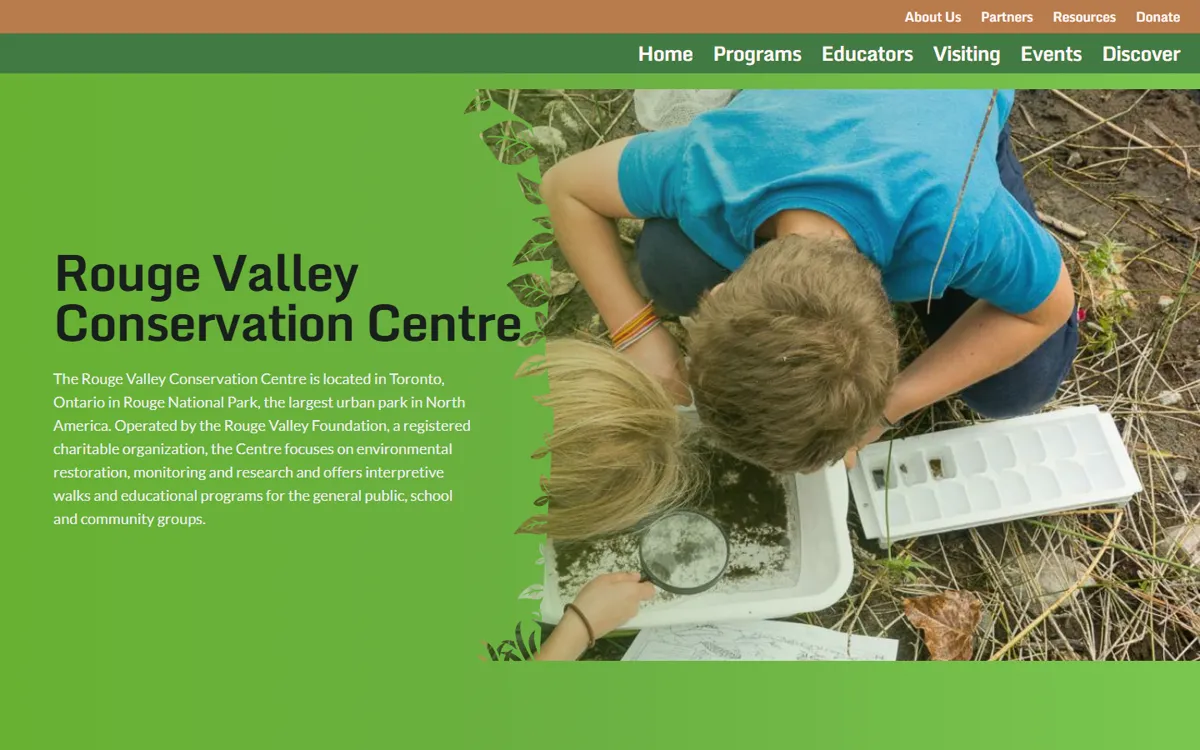 About Us Partners Resources Donate
Home Programs Educators Visiting Events Discover
Rouge Valley
Conservation Centre
The Rouge Valley Conservation Centre is located in Toronto,
Ontario in Rouge National Park, the largest urban park in North
America. Operated by the Rouge Valley Foundation, a registered
charitable organization, the Centre focuses on environmental
restoration, monitoring and research and offers interpretive
walks and educational programs for the general public, school
and community groups.